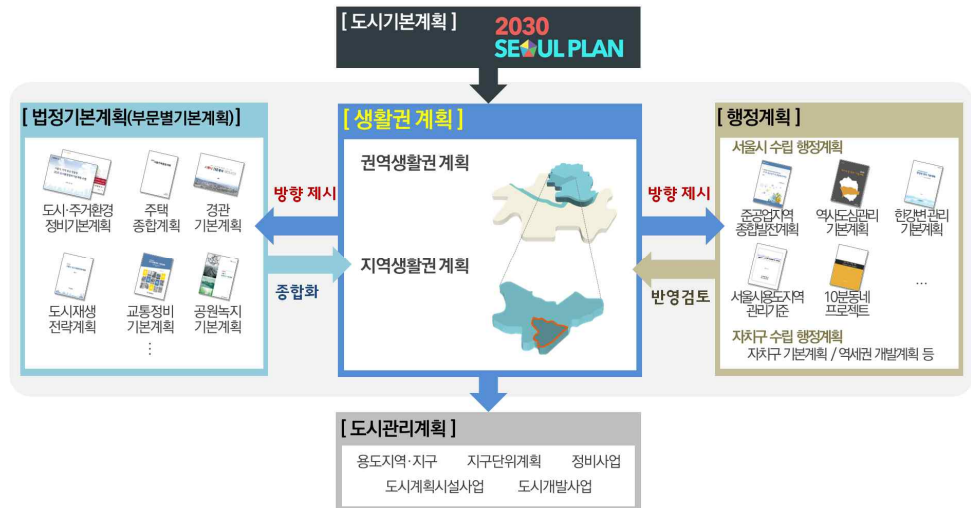 [ 도시기본계획 ]
2030
SEOUL PLAN
[ 법정기본계획(부문별기본계획)]
도시·주거환경
정비기본계획
주택
종합계획
경관
기본계획
도시재생
전략계획
교통정비
기본계획
공원녹지
기본계획
⋮
방향 제시
종합화
[ 생활권 계획 ]
권역생활권 계획
지역생활권 계획
방향 제시
반영검토
[ 행정계획 ]
서울시 수립 행정계획
준공업지역
종합발전계획
역사도심관리
기본계획
한강변 관리
기본계획
서울시용도지역
관리기준
10분동네
프로젝트
...
자치구 수립 행정계획
자치구 기본계획 / 역세권 개발계획 등
[ 도시관리계획 ]
용도지역·지구 지구단위계획 정비사업
도시계획시설사업 도시개발사업